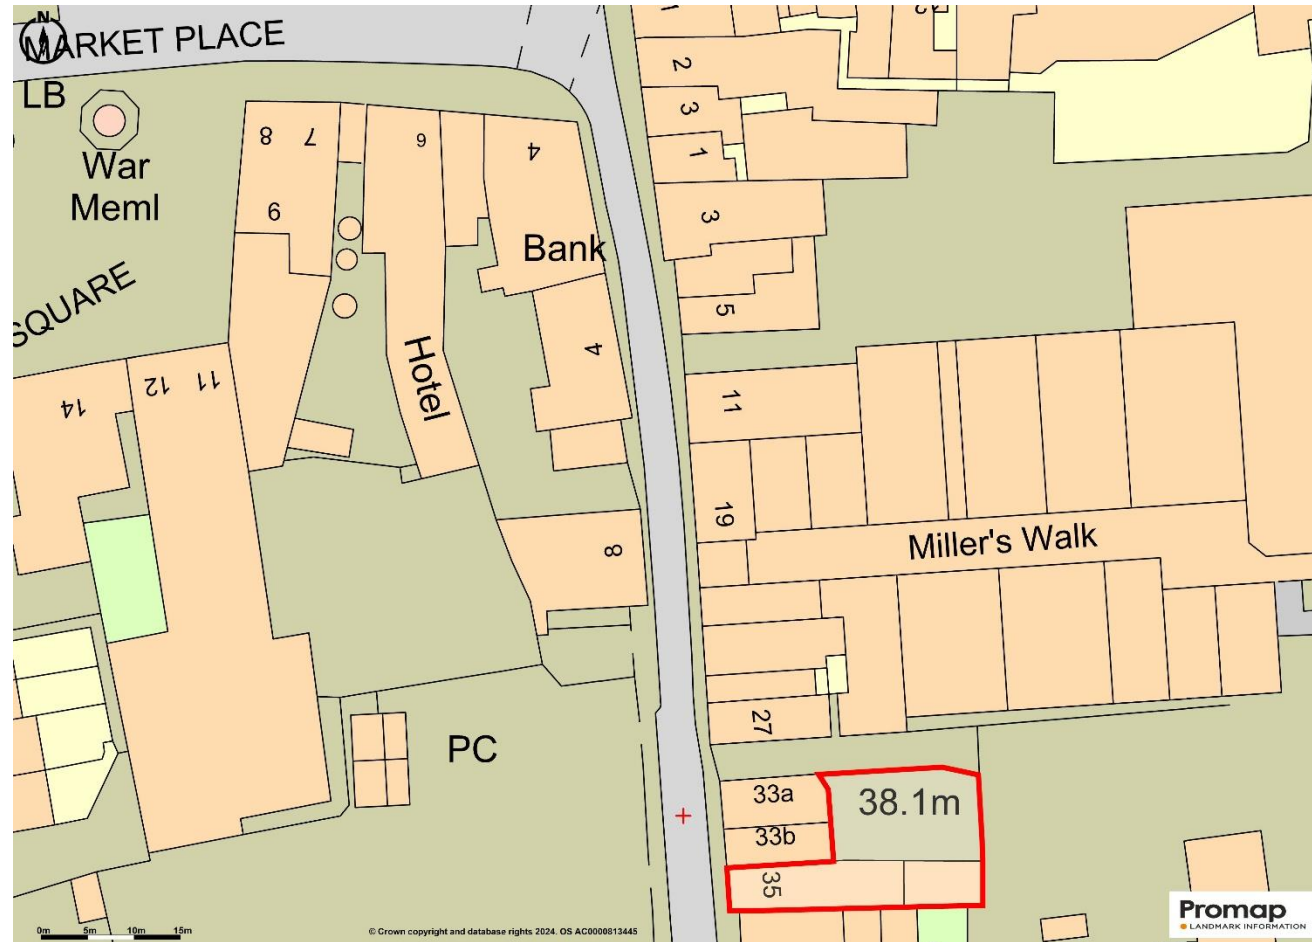 N
MARKET PLACE
LB
War
Meml
SQUARE
8
7
9
6
4
Bank
4
Hotel
14
12
11
8
PC
2
3
1
3
5
11
19
Miller's Walk
27
33a
33b
38.1m
35
0m 5m 10m 15m
© Crown copyright and database rights 2024. OS AC0000813445
Promap
LANDMARK INFORMATION